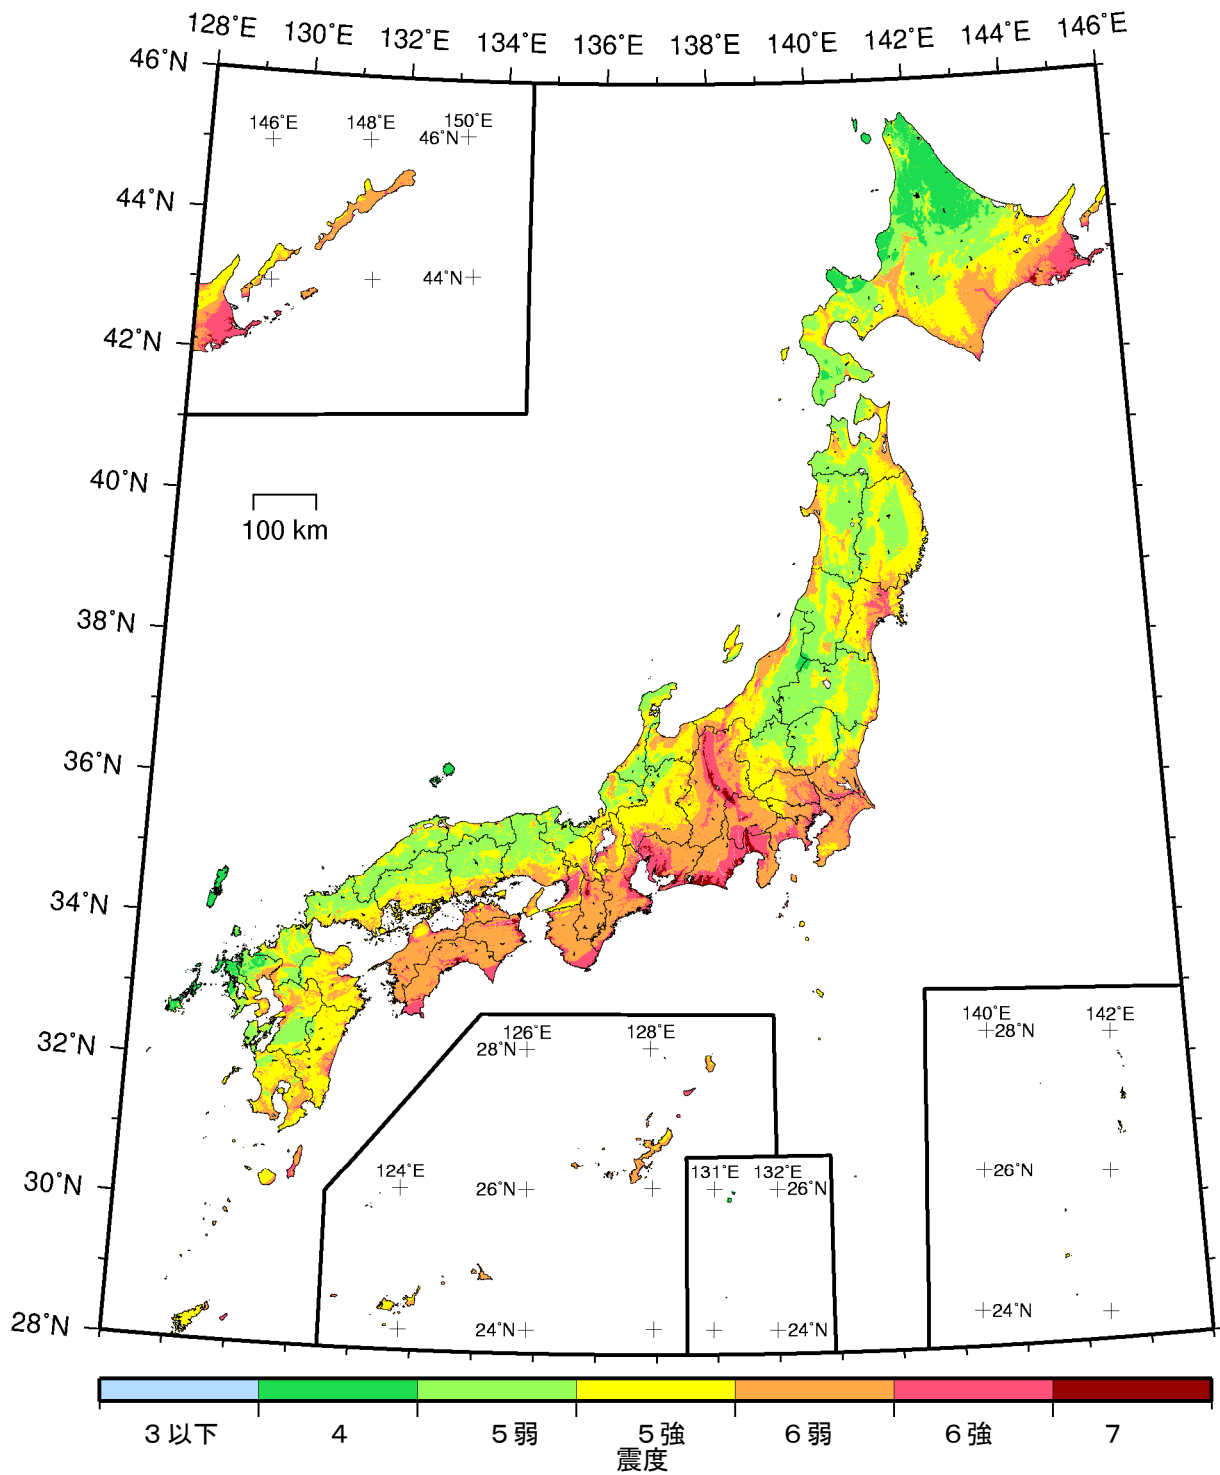 128°E 130°E 132°E 134°E 136°E 138°E 140°E 142°E 144°E 146°E
46°N
146°E 148°E 150°E
46°N
44°N
44°N
42°N
40°N
100 km
38°N
36°N
34°N
32°N
126°E 128°E
28°N
140°E 142°E
28°N
30°N
124°E
26°N
131°E 132°E
26°N
26°N
28°N
24°N
24°N
24°N
3以下 4 5弱 5強 6弱 6強 7
震度